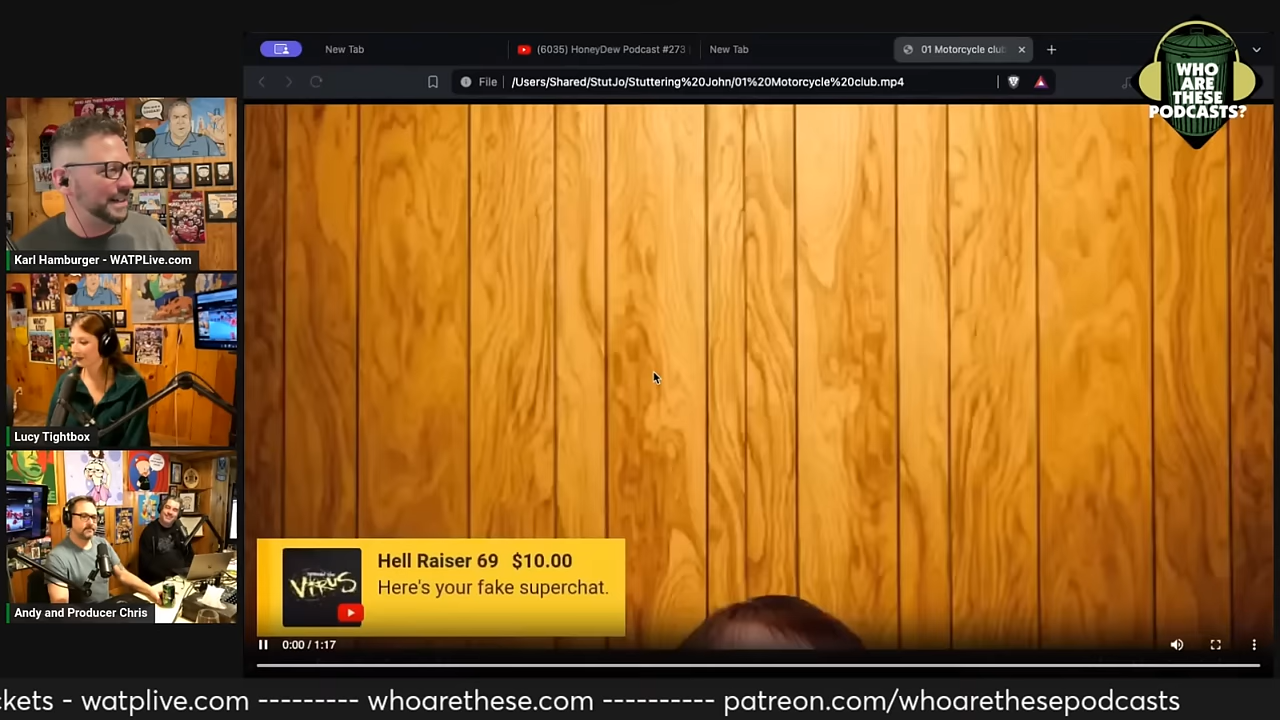 New Tab
(6035) HoneyDew Podcast #273
New Tab
01 Motorcycle clu
File
/Users/Shared/StutJo/Stuttering%20John/01%20Motorcycle%20club.mp4
WHO
ARE
THESE
PODCASTS?
Karl Hamburger - WATPLive.com
Lucy Tightbox
Andy and Producer Chris
Hell Raiser 69 $10.00
VIRUS
Here's your fake superchat.
0:00 / 1:17
ckets - watplive.com --------- whoarethese.com ---------- patreon.com/whoarethesepodcasts